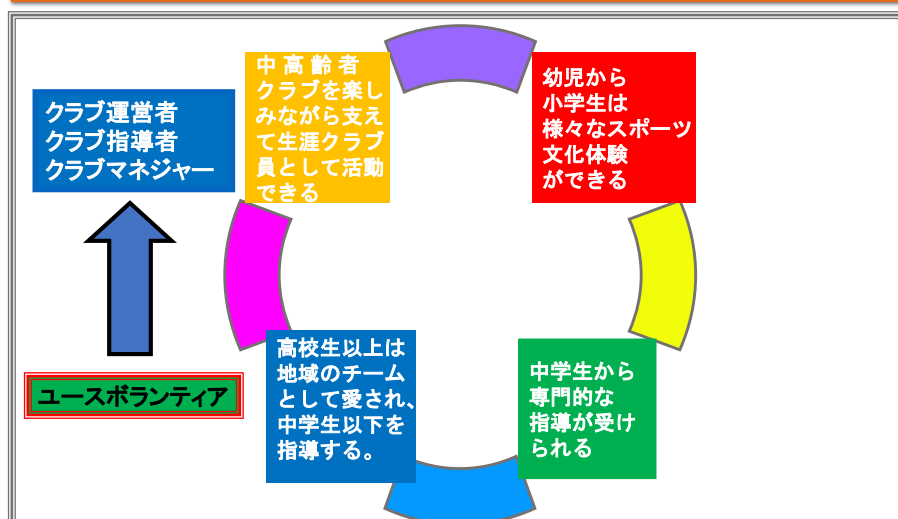 クラブ運営者
クラブ指導者
クラブマネジャー
ユースボランティア
中 高 齢 者
クラブを楽し
みながら支え
て生涯クラブ
員として活動
できる
幼児から
小学生は
様々なスポーツ
文化体験
ができる
高校生以上は
地域のチーム
として愛され、
中学生以下を
指導する。
中学生から
専門的な
指導が受け
られる